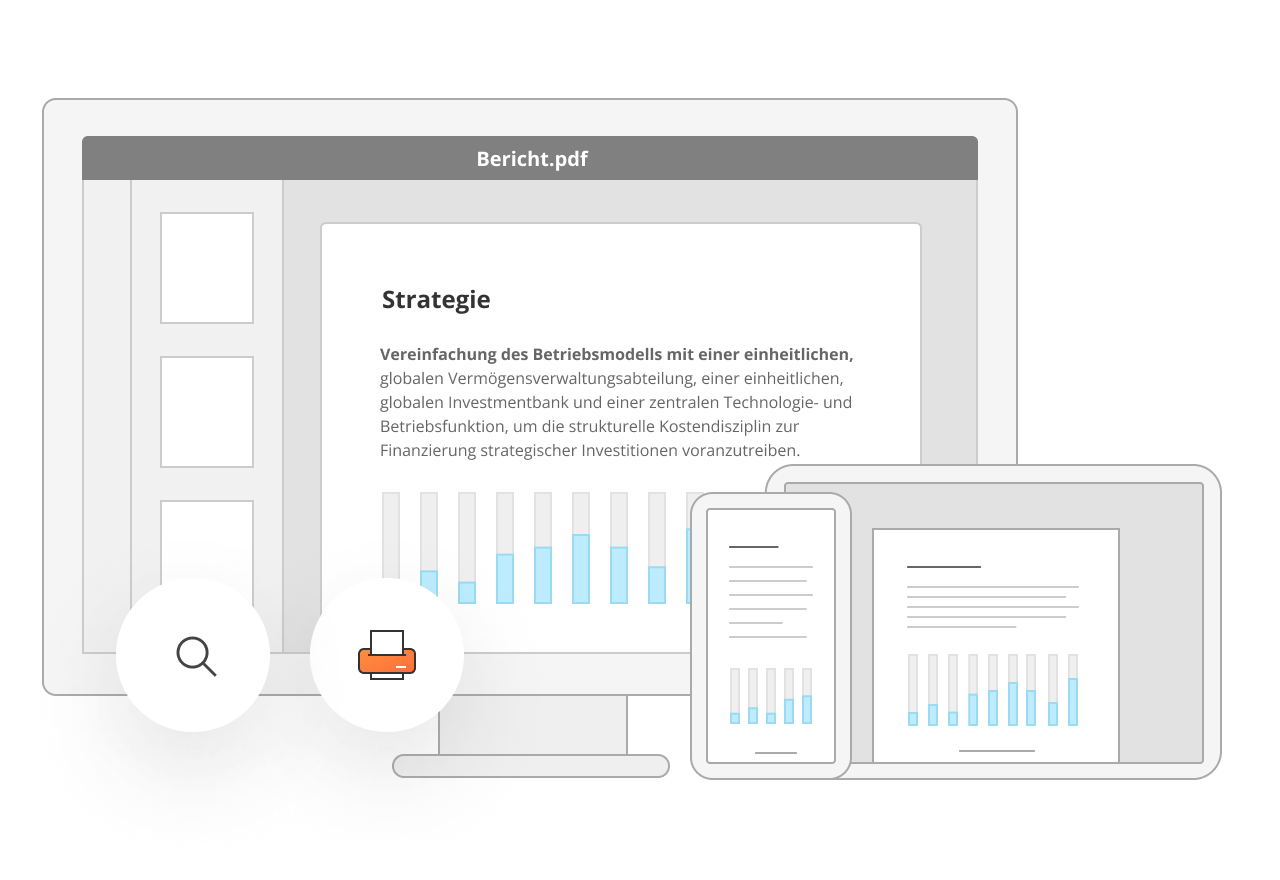 Bericht.pdf
Strategie
Vereinfachung des Betriebsmodells mit einer einheitlichen,
globalen Vermögensverwaltungsabteilung, einer einheitlichen,
globalen Investmentbank und einer zentralen Technologie- und
Betriebsfunktion, um die strukturelle Kostendisziplin zur
Finanzierung strategischer Investitionen voranzutreiben.